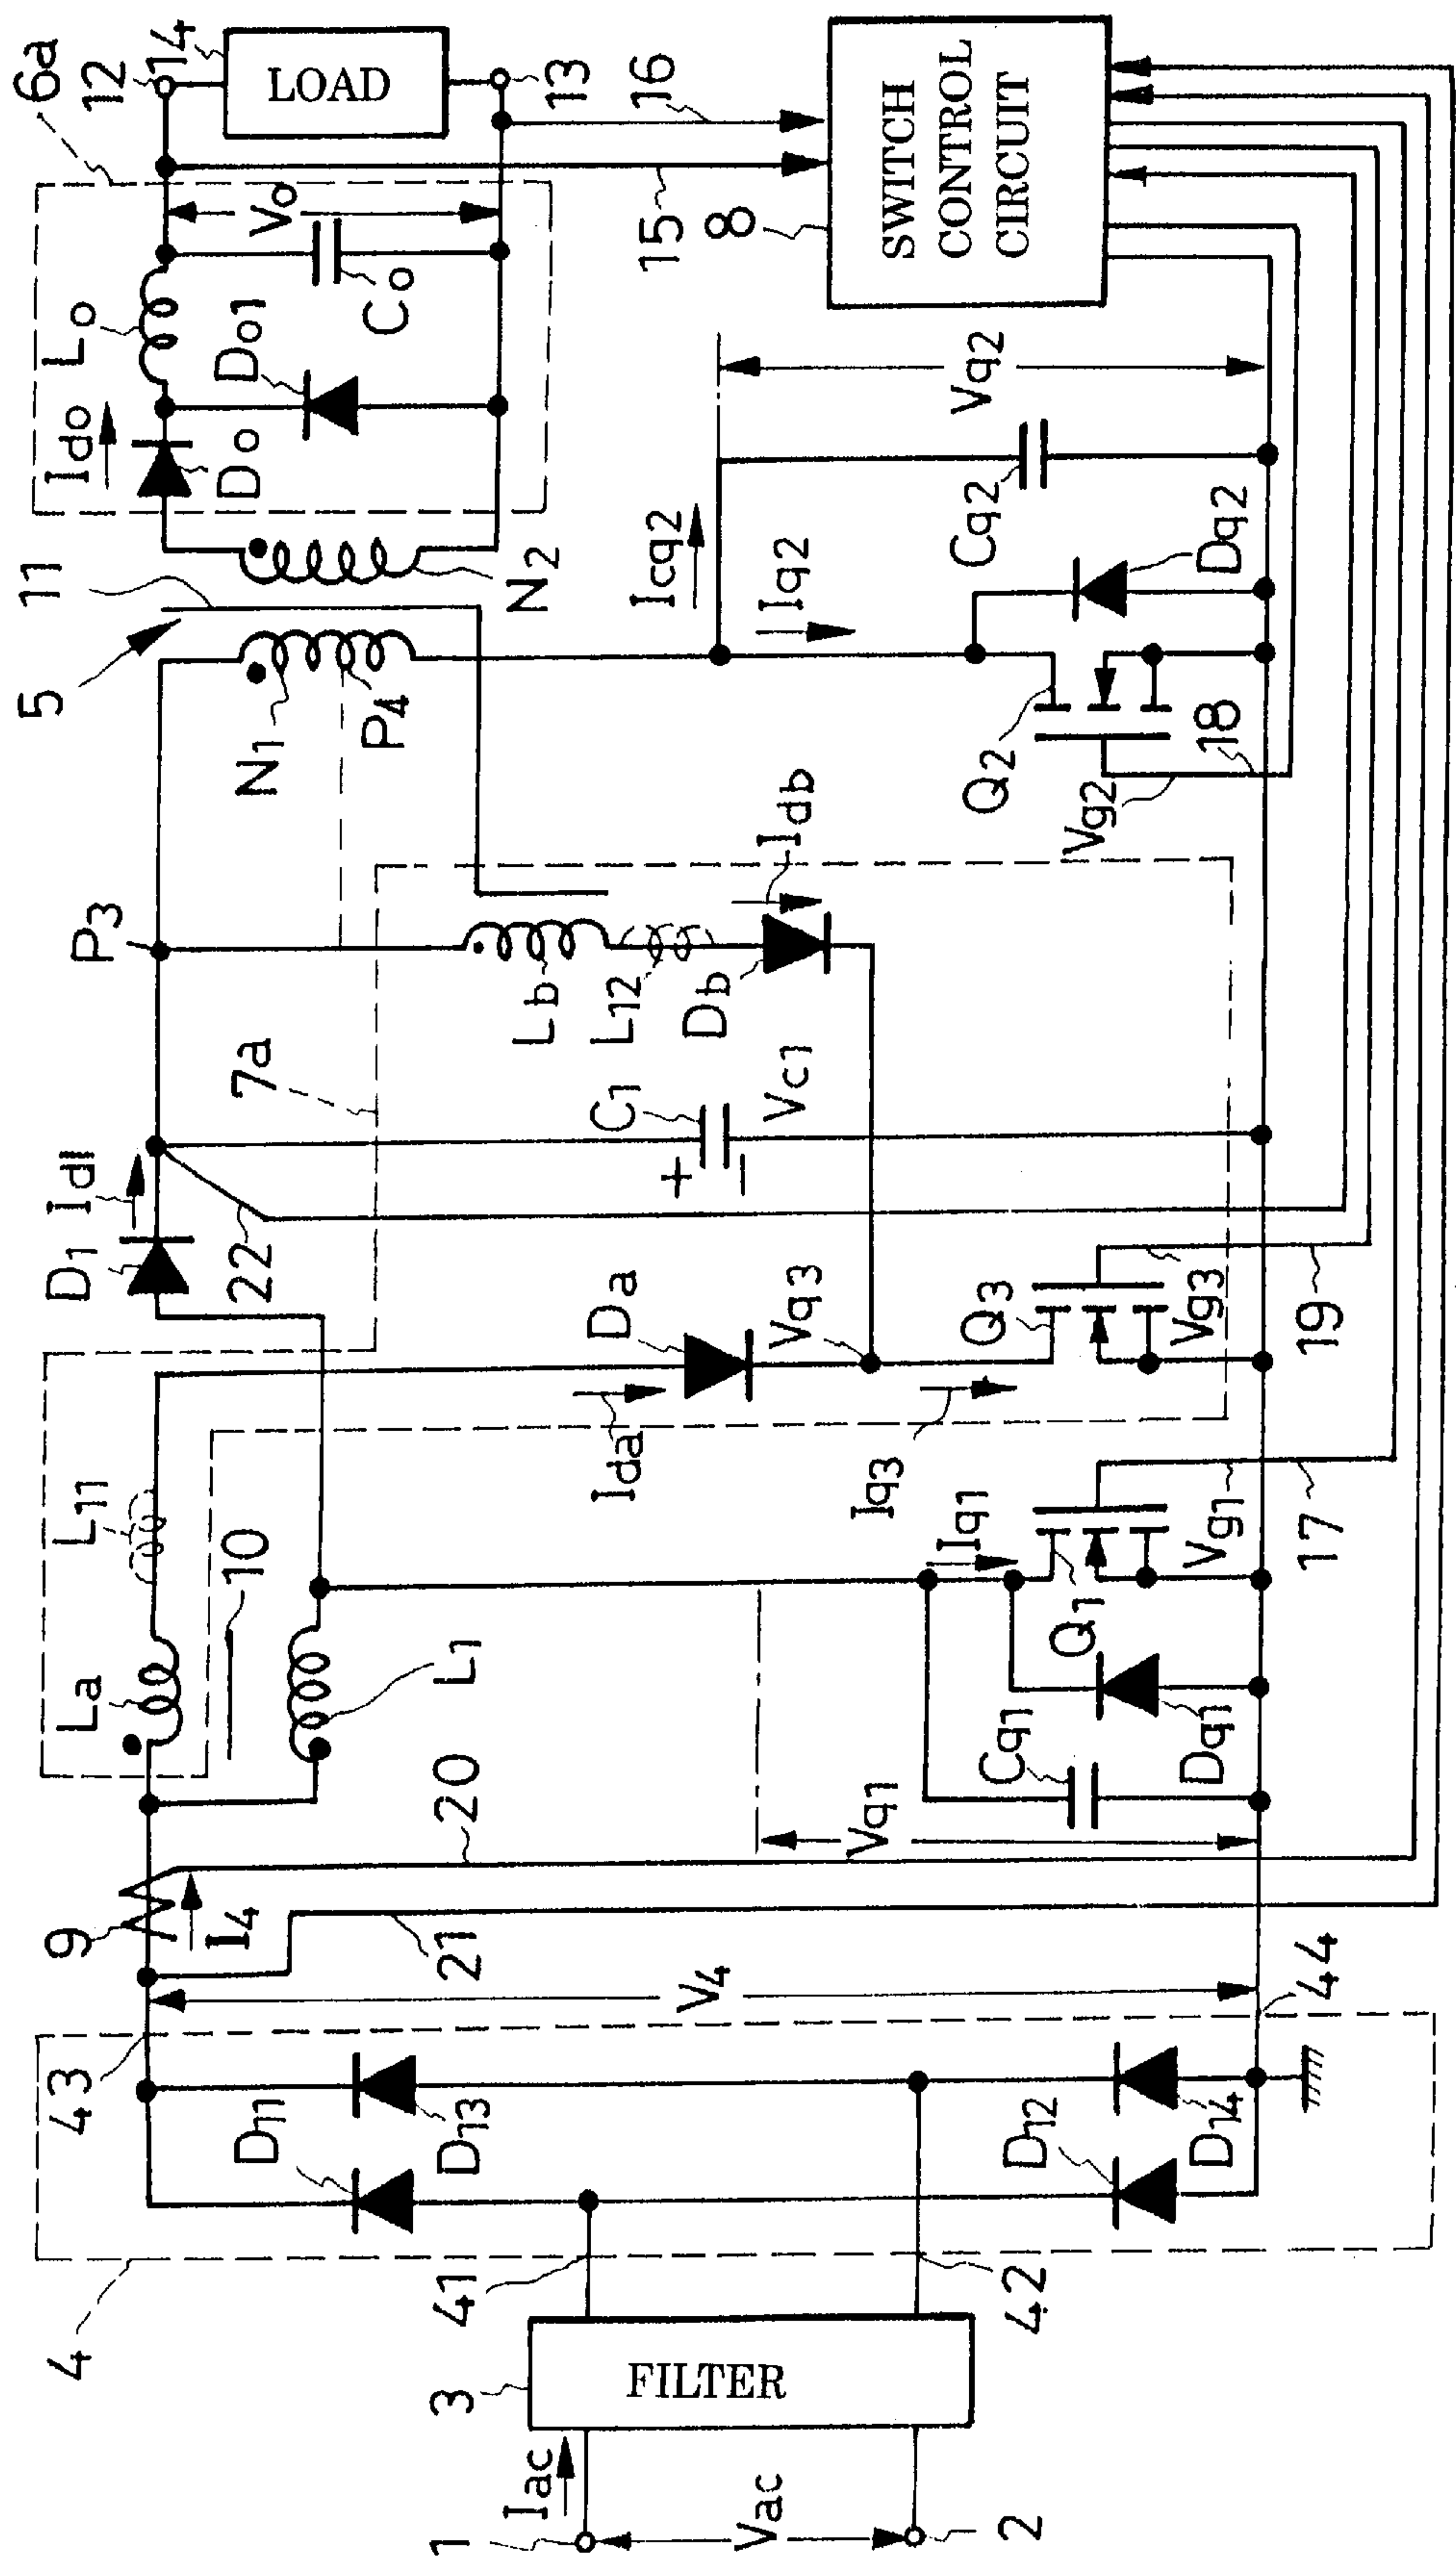 1
2
Iac
Vac
3
FILTER
4
41
42
43
44
D11
D13
D12
D14
V4
9
I4
21
20
La
L11
10
L1
Vq1
Cq1
Dq1
Q1
Iq1
Vg1
17
Ida
Da
Vq3
Iq3
Q3
Vg3
19
D1
IdI
22
7a
C1
+
−
Vc1
P3
Lb
L12
Db
Idb
5
N1
P4
11
N2
Icq2
Iq2
Q2
Vg2
18
Dq2
Cq2
Vq2
6a
Ido
Do
Lo
Do1
Co
Vo
12
13
14
LOAD
15
16
8
SWITCH
CONTROL
CIRCUIT